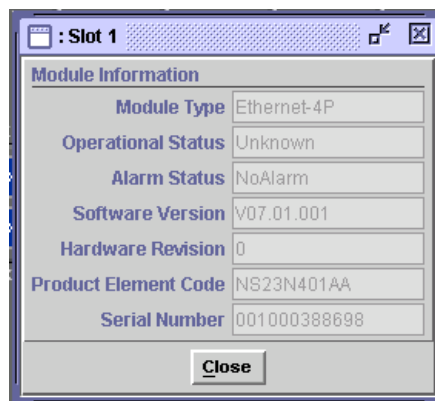 : Slot 1
Module Information
Module Type Ethernet-4P
Operational Status Unknown
Alarm Status NoAlarm
Software Version V07.01.001
Hardware Revision 0
Product Element Code NS23N401AA
Serial Number 001000388698
Close